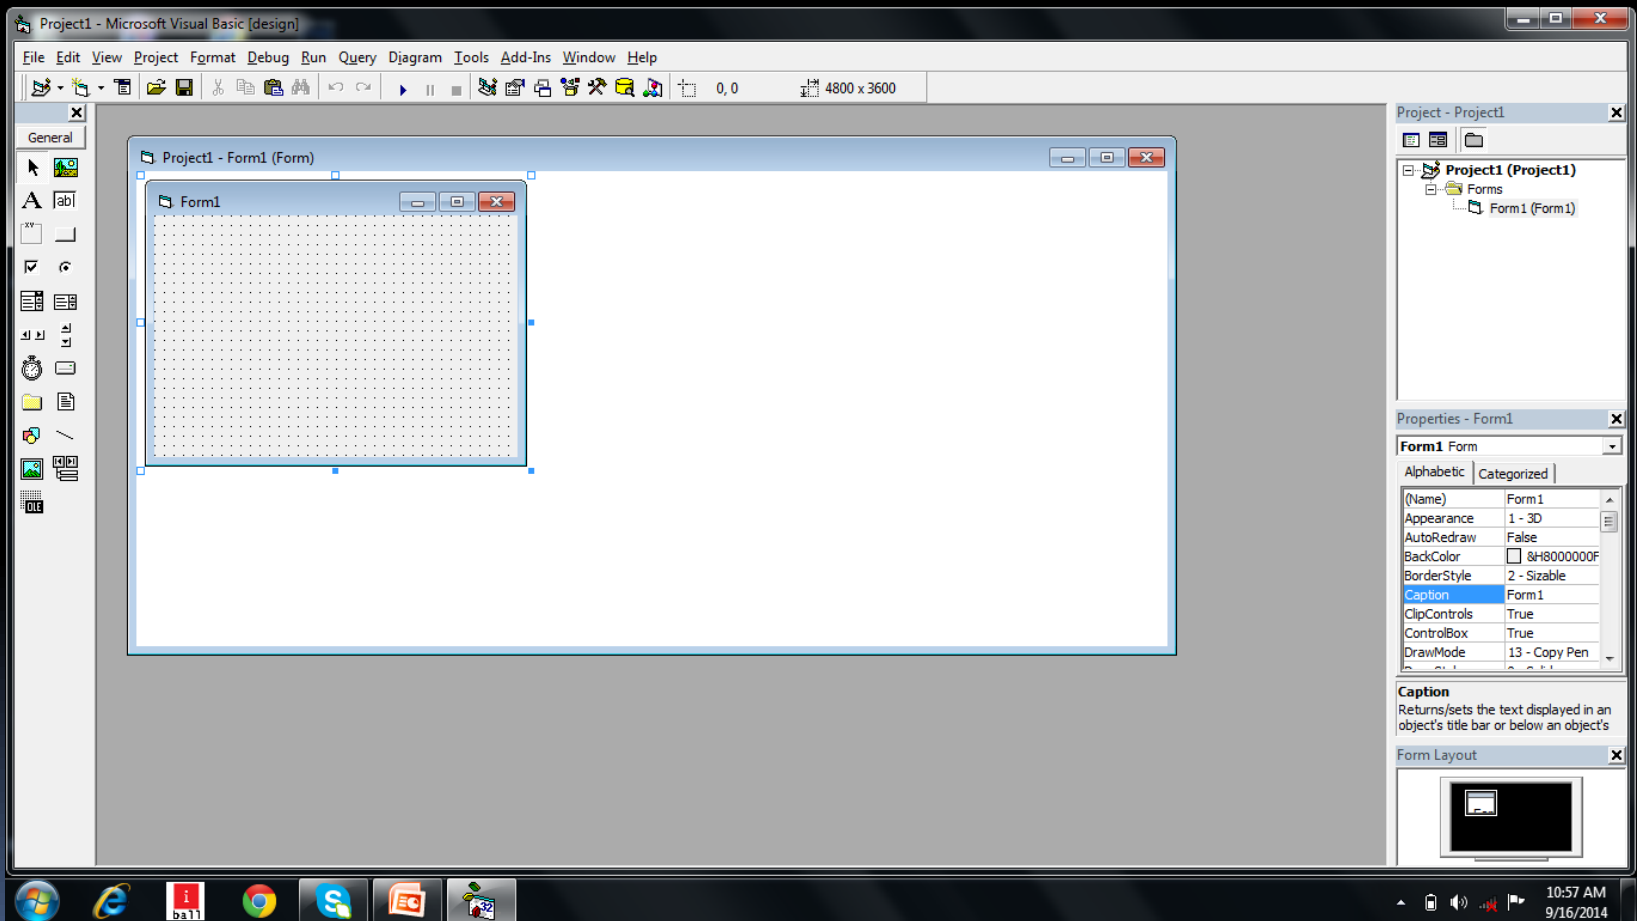 Project1 - Microsoft Visual Basic [design]
File Edit View Project Format Debug Run Query Diagram Tools Add-Ins Window Help
0, 0 4800 x 3600
General
A ab|
XY
OLE
Project1 - Form1 (Form)
Form1
Project - Project1
Project1 (Project1)
Forms
Form1 (Form1)
Properties - Form1
Form1 Form
Alphabetic Categorized
(Name) Form1
Appearance 1 - 3D
AutoRedraw False
BackColor &H8000000F
BorderStyle 2 - Sizable
Caption Form1
ClipControls True
ControlBox True
DrawMode 13 - Copy Pen
Caption
Returns/sets the text displayed in an
object's title bar or below an object's
Form Layout
i
ball
32
10:57 AM
9/16/2014